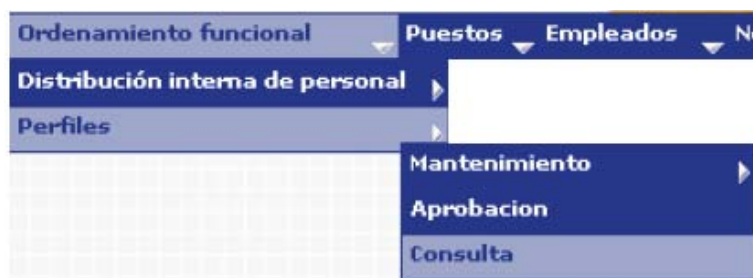 Ordenamiento funcional Puestos Empleados
Distribución interna de personal
Perfiles
Mantenimiento
Aprobacion
Consulta